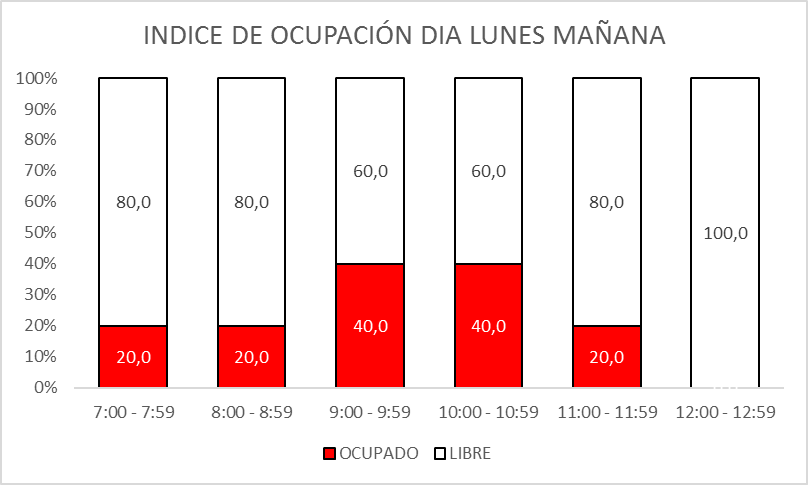 INDICE DE OCUPACIÓN DIA LUNES MAÑANA
100%
90%
80%
70%
60%
50%
40%
30%
20%
10%
0%
80,0 80,0 60,0 60,0 80,0 100,0
20,0 20,0 40,0 40,0 20,0
7:00 - 7:59 8:00 - 8:59 9:00 - 9:59 10:00 - 10:59 11:00 - 11:59 12:00 - 12:59
OCUPADO LIBRE